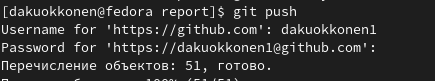 [dakuokkonen@fedora report]$ git push
Username for 'https://github.com': dakuokkonen1
Password for 'https://dakuokkonen1@github.com':
Перечисление объектов: 51, готово.